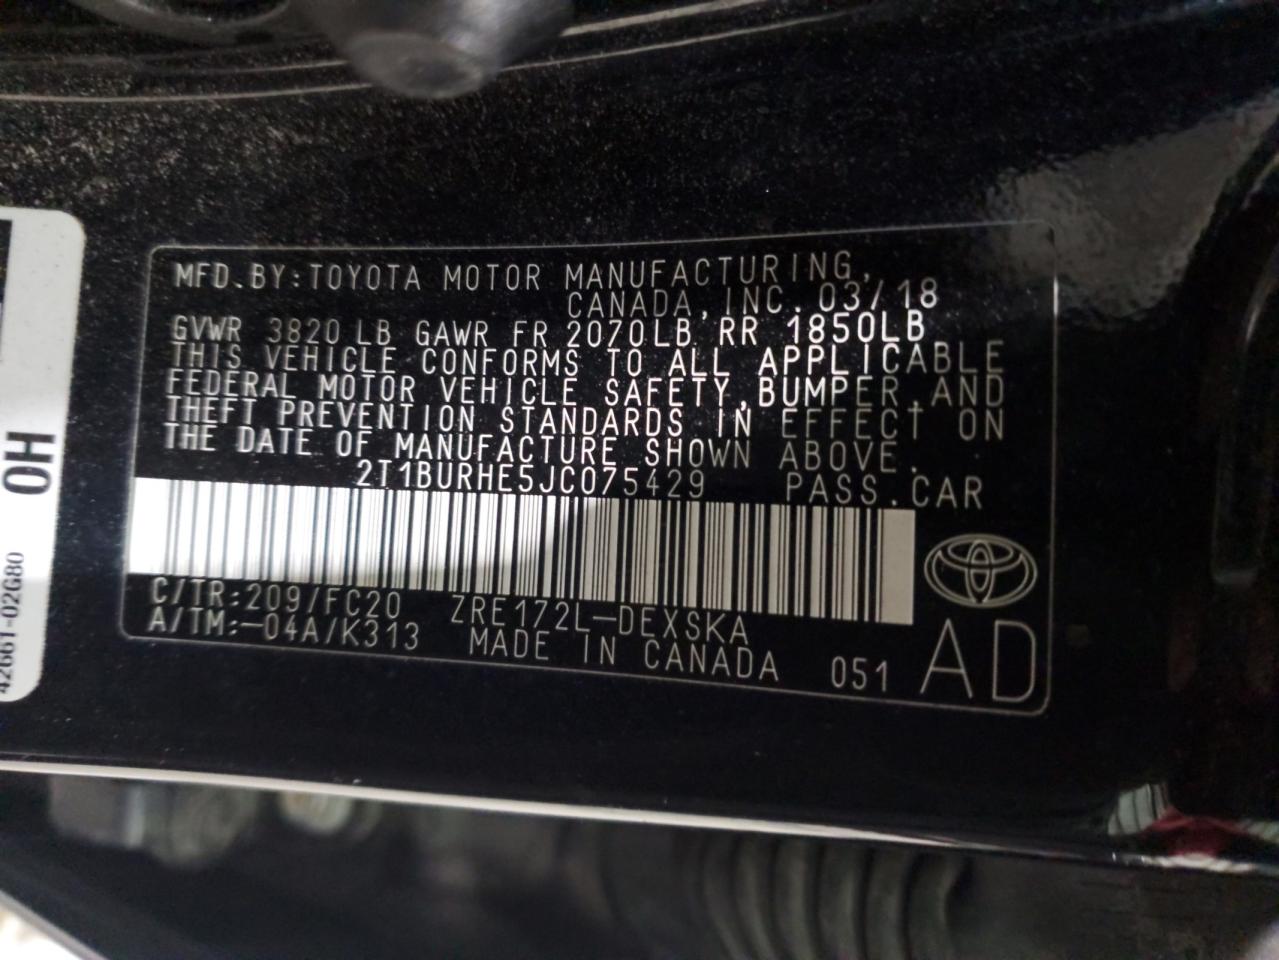 MFD.BY:TOYOTA MOTOR MANUFACTURING,
CANADA, INC. 03/18
GVWR 3820 LB GAWR FR 2070LB RR 1850LB
THIS VEHICLE CONFORMS TO ALL APPLICABLE
FEDERAL MOTOR VEHICLE SAFETY, BUMPER, AND
THEFT PREVENTION STANDARDS IN EFFECT ON
THE DATE OF MANUFACTURE SHOWN ABOVE.
2T1BURHE5JC075429 PASS.CAR
C/TR:209/FC20 ZRE172L-DEXSKA
A/TM:-04A/K313 MADE IN CANADA 051 AD
0H
42661-02G80